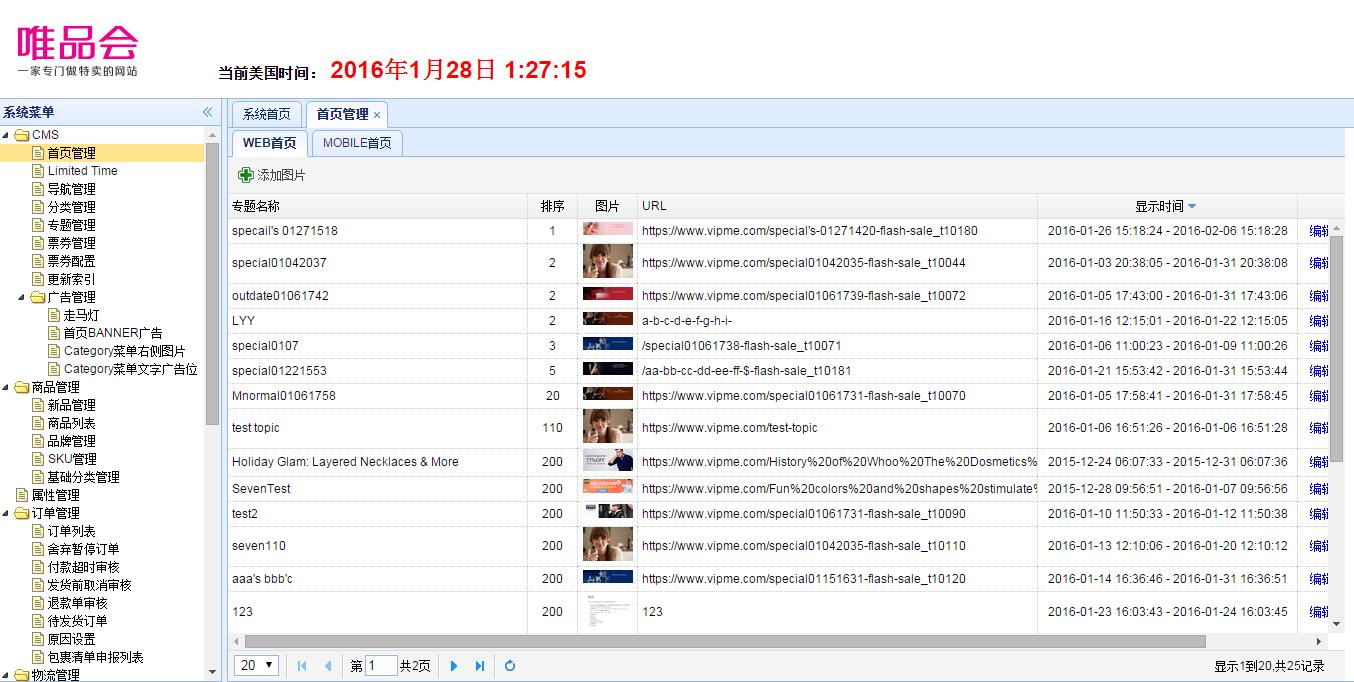 唯品会
一家专门做特卖的网站
当前美国时间： 2016年1月28日 1:27:15
系统菜单
CMS
首页管理
Limited Time
导航管理
分类管理
专题管理
票券管理
票券配置
更新索引
广告管理
走马灯
首页BANNER广告
Category菜单右侧图片
Category菜单文字广告位
商品管理
新品管理
商品列表
品牌管理
SKU管理
基础分类管理
属性管理
订单管理
订单列表
舍弃暂停订单
付款超时审核
发货前取消审核
退款单审核
待发货订单
原因设置
包裹清单申报列表
物流管理
系统首页 首页管理
WEB首页 MOBILE首页
添加图片
专题名称 排序 图片 URL 显示时间
specail's 01271518 1 https://www.vipme.com/special's-01271420-flash-sale_t10180 2016-01-26 15:18:24 - 2016-02-06 15:18:28 编辑
special01042037 2 https://www.vipme.com/special01042035-flash-sale_t10044 2016-01-03 20:38:05 - 2016-01-31 20:38:08 编辑
outdate01061742 2 https://www.vipme.com/special01061739-flash-sale_t10072 2016-01-05 17:43:00 - 2016-01-31 17:43:06 编辑
LYY 2 a-b-c-d-e-f-g-h-i- 2016-01-16 12:15:01 - 2016-01-22 12:15:05 编辑
special0107 3 /special01061738-flash-sale_t10071 2016-01-06 11:00:23 - 2016-01-09 11:00:26 编辑
special01221553 5 /aa-bb-cc-dd-ee-ff-$-flash-sale_t10181 2016-01-21 15:53:42 - 2016-01-31 15:53:44 编辑
Mnormal01061758 20 https://www.vipme.com/special01061731-flash-sale_t10070 2016-01-05 17:58:41 - 2016-01-31 17:58:45 编辑
test topic 110 https://www.vipme.com/test-topic 2016-01-06 16:51:26 - 2016-01-06 16:51:28 编辑
Holiday Glam: Layered Necklaces & More 200 https://www.vipme.com/History%20of%20Whoo%20The%20Dosmetics% 2015-12-24 06:07:33 - 2015-12-31 06:07:36 编辑
SevenTest 200 https://www.vipme.com/Fun%20colors%20and%20shapes%20stimulate% 2015-12-28 09:56:51 - 2016-01-07 09:56:56 编辑
test2 200 https://www.vipme.com/special01061731-flash-sale_t10090 2016-01-10 11:50:33 - 2016-01-12 11:50:38 编辑
seven110 200 https://www.vipme.com/special01042035-flash-sale_t10110 2016-01-13 12:10:06 - 2016-01-20 12:10:12 编辑
aaa's bbb'c 200 https://www.vipme.com/special01151631-flash-sale_t10120 2016-01-14 16:36:46 - 2016-01-31 16:36:51 编辑
123 200 123 2016-01-23 16:03:43 - 2016-01-24 16:03:45 编辑
20 第 1 共2页 显示1到20,共25记录